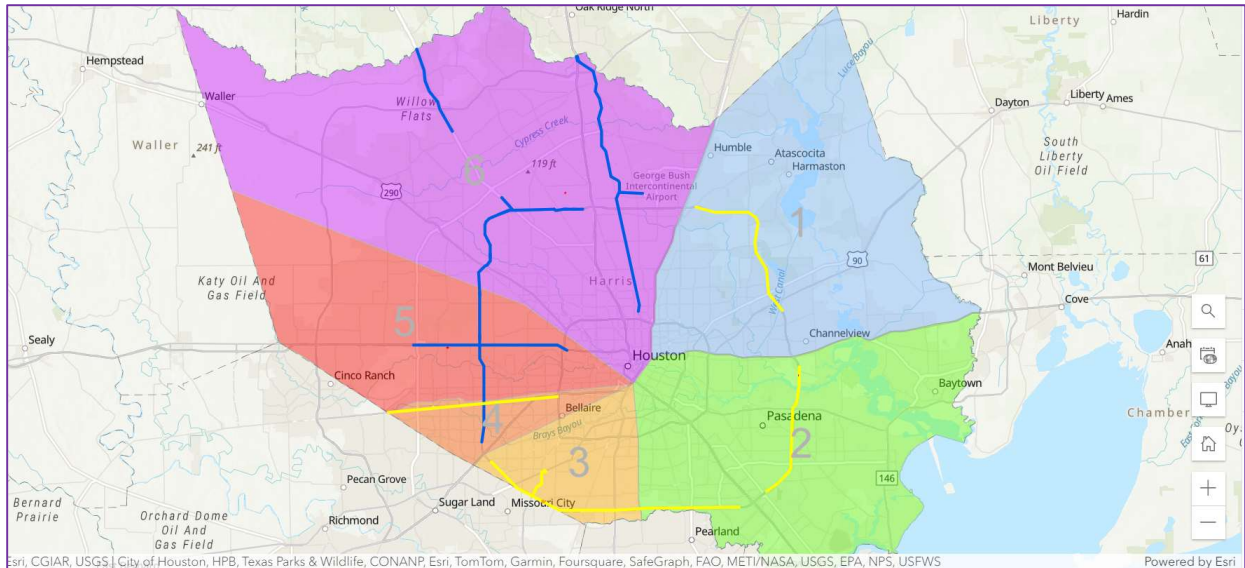 Oak Ridge North
Liberty
Hardin
Hempstead
Luce Bayou
Waller
Willow
Flats
Dayton
Liberty
Ames
Cypress Creek
Waller
241 ft
Humble
Atascocita
South
Liberty
Oil Field
6
119 ft
George Bush
Intercontinental
Airport
Harmaston
290
1
90
61
Katy Oil And
Gas Field
Harris
Mont Belvieu
Cove
5
Channelview
Sealy
Houston
Cinco Ranch
Baytown
Bellaire
Pasadena
Chamber
4
Brays Bayou
2
3
Pecan Grove
146
Bernard
Prairie
Orchard Dome
Oil And
Gas Field
Sugar Land
Missouri City
Richmond
Pearland
Esri, CGIAR, USGS | City of Houston, HPB, Texas Parks & Wildlife, CONANP, Esri, TomTom, Garmin, Foursquare, SafeGraph, FAO, METI/NASA, USGS, EPA, NPS, USFWS
Powered by Esri